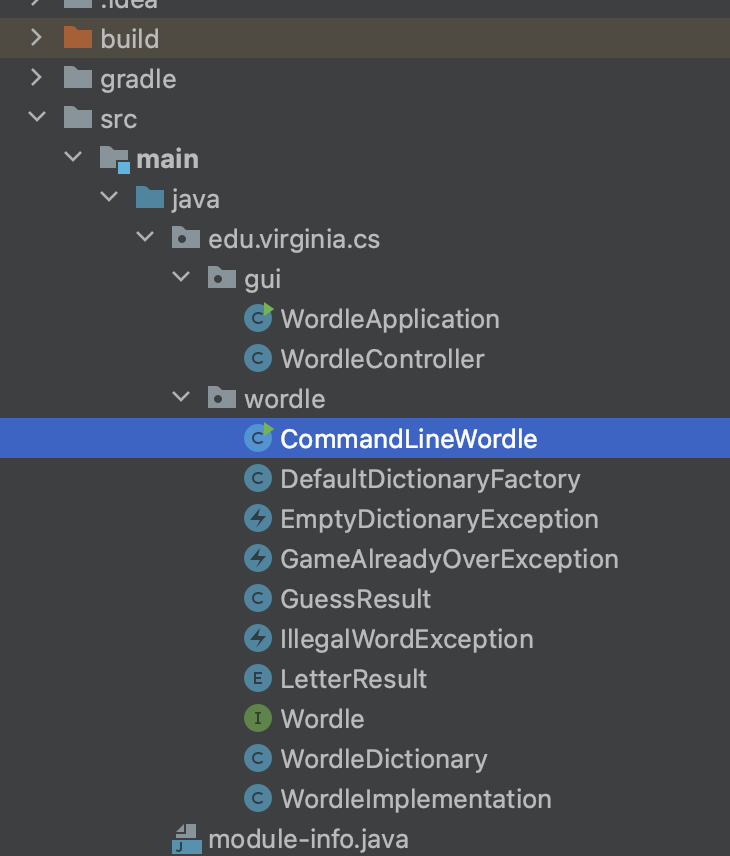 .idea
build
gradle
src
main
java
edu.virginia.cs
gui
C WordleApplication
C WordleController
wordle
C CommandLineWordle
C DefaultDictionaryFactory
EmptyDictionaryException
GameAlreadyOverException
C GuessResult
IllegalWordException
E LetterResult
I Wordle
C WordleDictionary
C WordleImplementation
J module-info.java